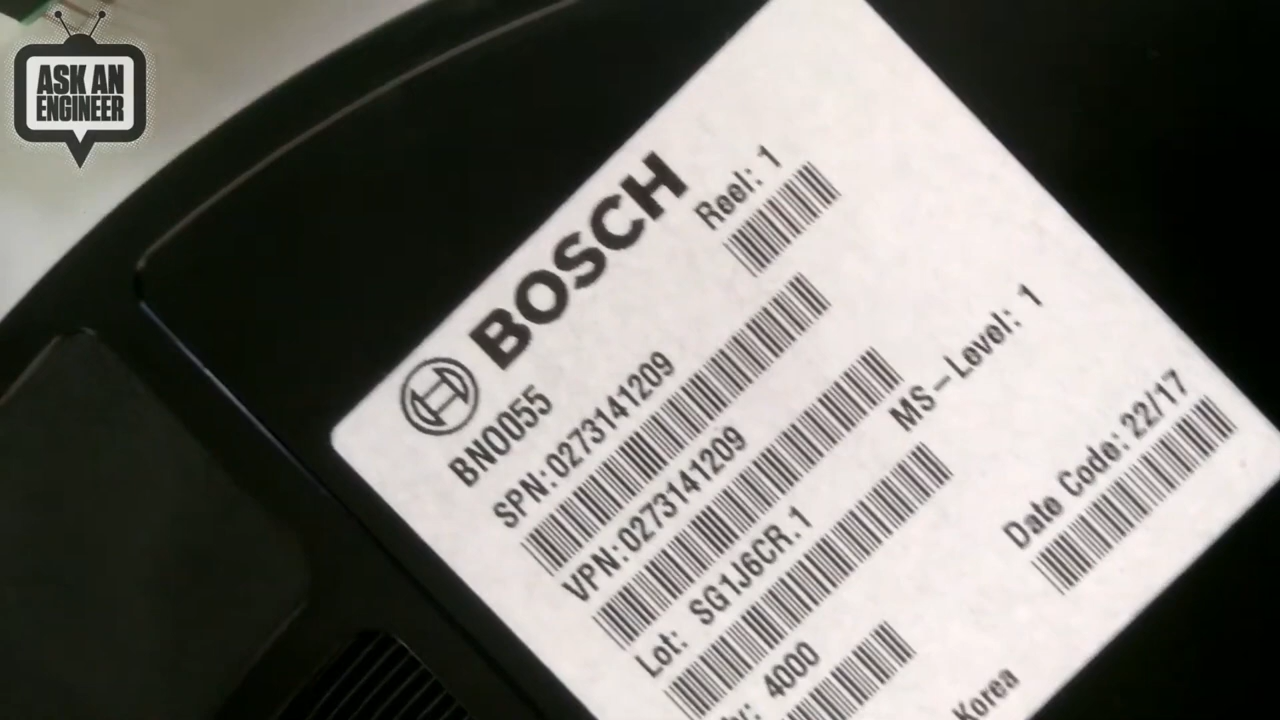 ASK AN
ENGINEER
BOSCH
Reel: 1
BNO055
SPN: 0273141209
VPN: 0273141209
MS-Level: 1
Lot: SG1J6CR.1
Date Code: 22/17
4000
Korea